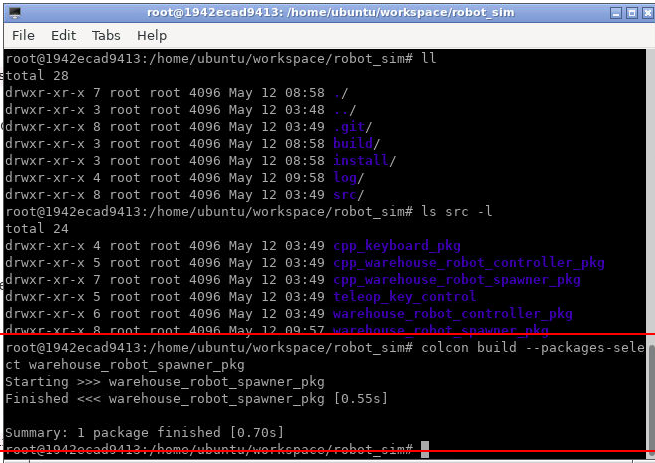 root@1942ecad9413: /home/ubuntu/workspace/robot_sim
File Edit Tabs Help
root@1942ecad9413:/home/ubuntu/workspace/robot_sim# ll
total 28
drwxr-xr-x 7 root root 4096 May 12 08:58 ./
drwxr-xr-x 3 root root 4096 May 12 03:48 ../
drwxr-xr-x 8 root root 4096 May 12 03:49 .git/
drwxr-xr-x 3 root root 4096 May 12 08:58 build/
drwxr-xr-x 3 root root 4096 May 12 08:58 install/
drwxr-xr-x 4 root root 4096 May 12 09:58 log/
drwxr-xr-x 8 root root 4096 May 12 03:49 src/
root@1942ecad9413:/home/ubuntu/workspace/robot_sim# ls src -l
total 24
drwxr-xr-x 4 root root 4096 May 12 03:49 cpp_keyboard_pkg
drwxr-xr-x 5 root root 4096 May 12 03:49 cpp_warehouse_robot_controller_pkg
drwxr-xr-x 7 root root 4096 May 12 03:49 cpp_warehouse_robot_spawner_pkg
drwxr-xr-x 5 root root 4096 May 12 03:49 teleop_key_control
drwxr-xr-x 6 root root 4096 May 12 03:49 warehouse_robot_controller_pkg
drwxr-xr-x 8 root root 4096 May 12 09:57 warehouse_robot_spawner_pkg
root@1942ecad9413:/home/ubuntu/workspace/robot_sim# colcon build --packages-sele
ct warehouse_robot_spawner_pkg
Starting >>> warehouse_robot_spawner_pkg
Finished <<< warehouse_robot_spawner_pkg [0.55s]
Summary: 1 package finished [0.70s]
root@1942ecad9413:/home/ubuntu/workspace/robot_sim#